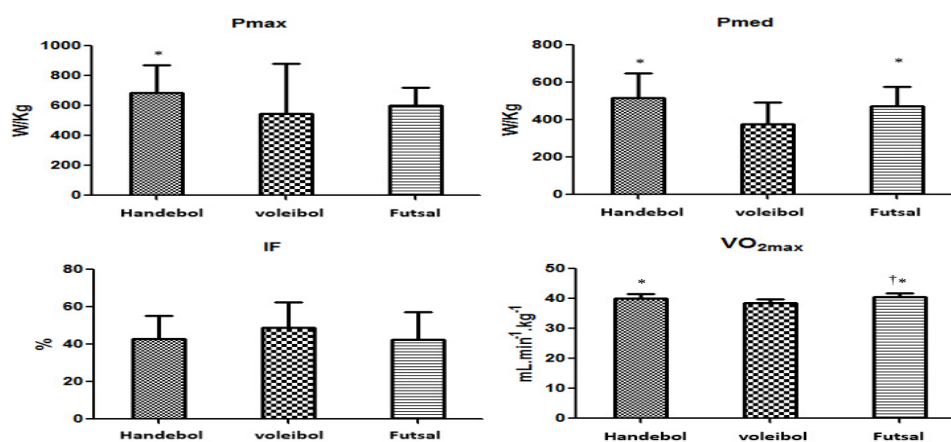 Pmax
*
1000
800
600
400
200
0
W/Kg
Handebol voleibol Futsal
Pmed
* *
800
600
400
200
0
W/Kg
Handebol voleibol Futsal
IF
80
60
40
20
0
%
Handebol voleibol Futsal
VO₂max
* †*
50
40
30
20
10
0
mL.min⁻¹.kg⁻¹
Handebol voleibol Futsal